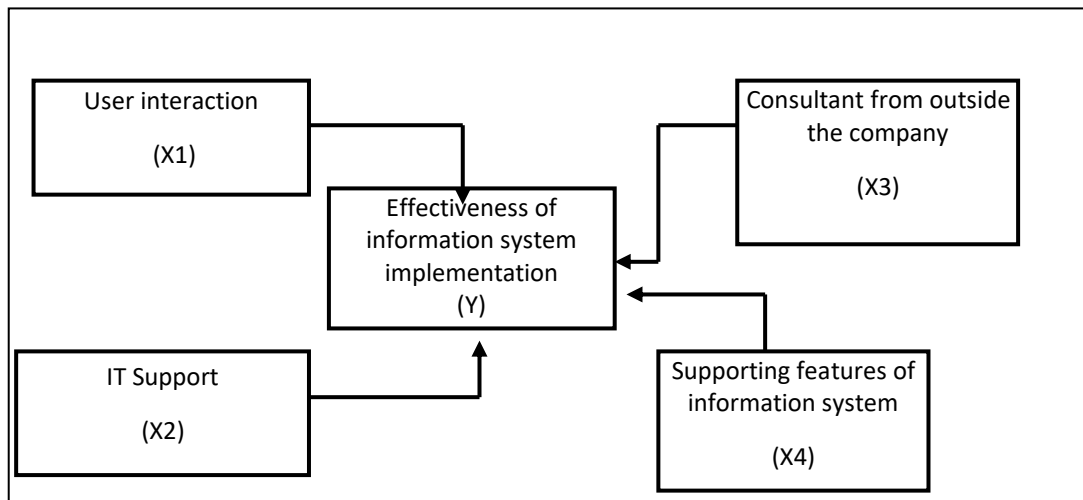 User interaction
(X1)
Consultant from outside
the company
(X3)
Effectiveness of
information system
implementation
(Y)
IT Support
(X2)
Supporting features of
information system
(X4)